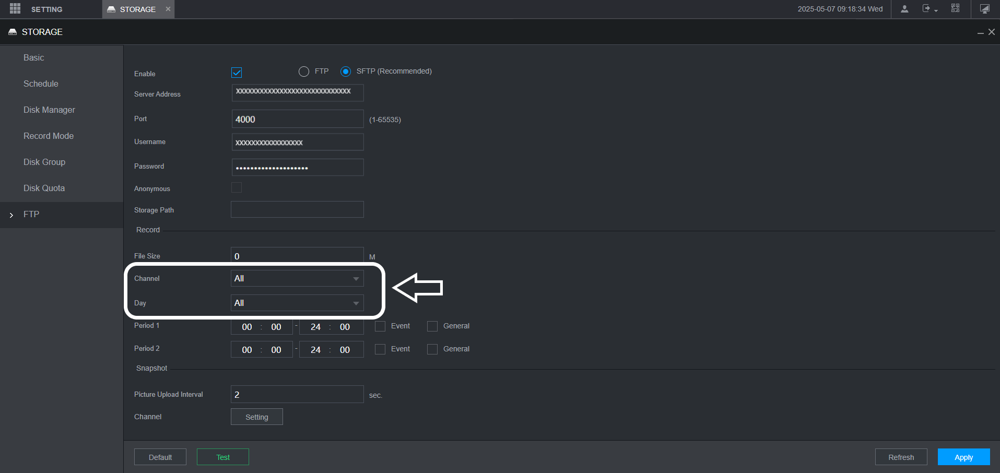 SETTING STORAGE × 2025-05-07 09:18:34 Wed
STORAGE
Basic
Schedule
Disk Manager
Record Mode
Disk Group
Disk Quota
FTP
Enable FTP SFTP (Recommended)
Server Address XXXXXXXXXXXXXXXXXXXXXXXXXXXXX
Port 4000 (1-65535)
Username XXXXXXXXXXXXXXXXX
Password ••••••••••••••••••••
Anonymous
Storage Path
Record
File Size 0 M
Channel All
Day All
Period 1 00 : 00 - 24 : 00 Event General
Period 2 00 : 00 - 24 : 00 Event General
Snapshot
Picture Upload Interval 2 sec.
Channel Setting
Default Test Refresh Apply